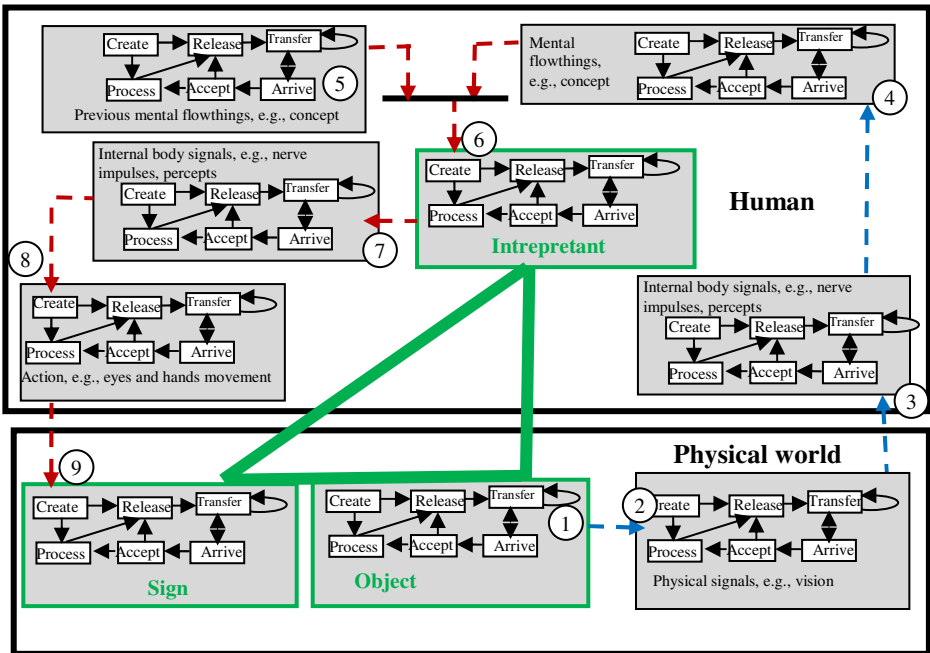 Create Release Transfer
Process Accept Arrive
5
Previous mental flowthings, e.g., concept
Mental
flowthings,
e.g., concept
Create Release Transfer
Process Accept Arrive
4
6
Internal body signals, e.g., nerve
impulses, percepts
Create Release Transfer
Process Accept Arrive
7
Create Release Transfer
Process Accept Arrive
Intrepretant
Human
8
Create Release Transfer
Process Accept Arrive
Action, e.g., eyes and hands movement
Internal body signals, e.g., nerve
impulses, percepts
Create Release Transfer
Process Accept Arrive
3
Physical world
9
Create Release Transfer
Process Accept Arrive
Sign
Create Release Transfer
Process Accept Arrive
1
Object
2
Create Release Transfer
Process Accept Arrive
Physical signals, e.g., vision